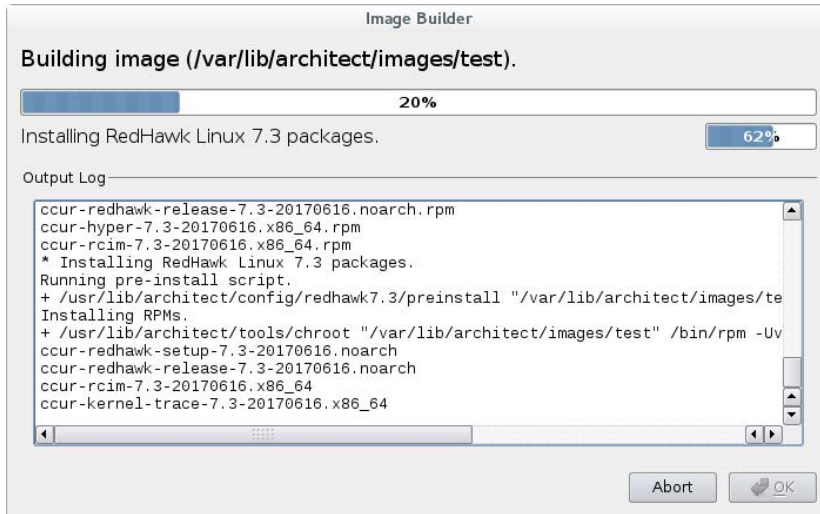 Image Builder
Building image (/var/lib/architect/images/test).
20%
Installing RedHawk Linux 7.3 packages.
62%
Output Log
ccur-redhawk-release-7.3-20170616.noarch.rpm
ccur-hyper-7.3-20170616.x86_64.rpm
ccur-rcim-7.3-20170616.x86_64.rpm
* Installing RedHawk Linux 7.3 packages.
Running pre-install script.
+ /usr/lib/architect/config/redhawk7.3/preinstall "/var/lib/architect/images/te
Installing RPMs.
+ /usr/lib/architect/tools/chroot "/var/lib/architect/images/test" /bin/rpm -Uv
ccur-redhawk-setup-7.3-20170616.noarch
ccur-redhawk-release-7.3-20170616.noarch
ccur-rcim-7.3-20170616.x86_64
ccur-kernel-trace-7.3-20170616.x86_64
Abort
OK